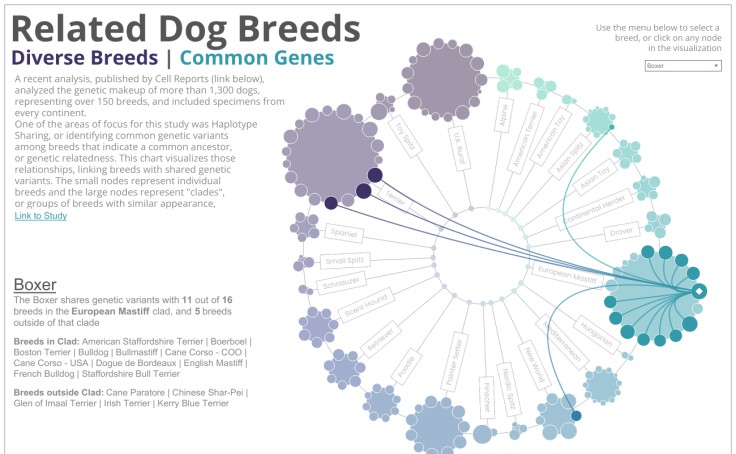 Related Dog Breeds
Diverse Breeds | Common Genes
A recent analysis, published by Cell Reports (link below),
analyzed the genetic makeup of more than 1,300 dogs,
representing over 150 breeds, and included specimens from
every continent.
One of the areas of focus for this study was Haplotype
Sharing, or identifying common genetic variants
among breeds that indicate a common ancestor,
or genetic relatedness. This chart visualizes those
relationships, linking breeds with shared genetic
variants. The small nodes represent individual
breeds and the large nodes represent "clades",
or groups of breeds with similar appearance,
Link to Study
Use the menu below to select a
breed, or click on any node
in the visualization
Boxer
Boxer
The Boxer shares genetic variants with 11 out of 16
breeds in the European Mastiff clad, and 5 breeds
outside of that clade
Breeds in Clad: American Staffordshire Terrier | Boerboel |
Boston Terrier | Bulldog | Bullmastiff | Cane Corso - COO |
Cane Corso - USA | Dogue de Bordeaux | English Mastiff |
French Bulldog | Staffordshire Bull Terrier
Breeds outside Clad: Cane Paratore | Chinese Shar-Pei |
Glen of Imaal Terrier | Irish Terrier | Kerry Blue Terrier
U.K. Rural
Alpine
American Terrier
American Toy
Asian Spitz
Asian Toy
Continental Herder
Drover
European Mastiff
Hungarian
Mediterranean
New World
Nordic Spitz
Pinscher
Pointer Setter
Poodle
Retriever
Scent Hound
Schnauzer
Small Spitz
Spaniel
Terrier
Toy Spitz